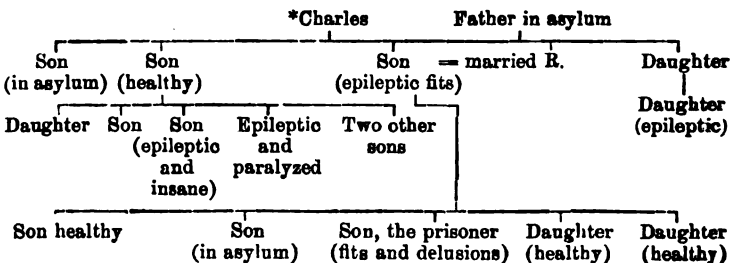 *Charles Father in asylum
Son Son Son = married R. Daughter
(in asylum) (healthy) (epileptic fits)
Daughter
(epileptic)
Daughter Son Son Epileptic Two other
(epileptic and sons
and paralyzed
insane)
Son healthy Son Son, the prisoner Daughter Daughter
(in asylum) (fits and delusions) (healthy) (healthy)